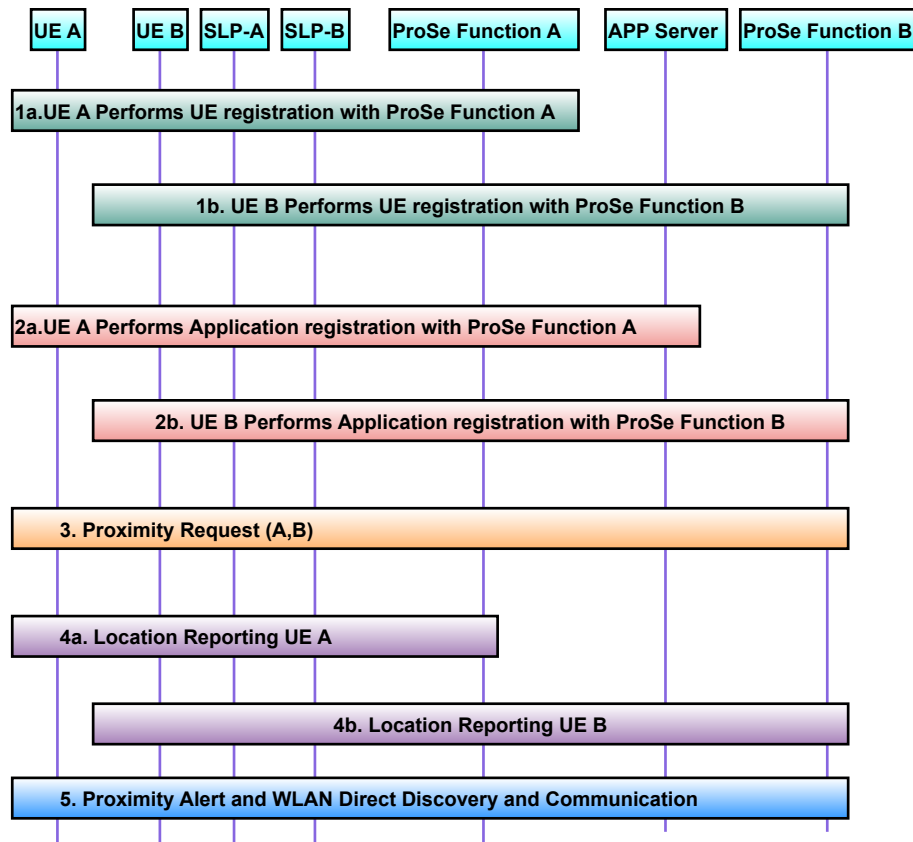 UE A
UE B
SLP-A
SLP-B
ProSe Function A
APP Server
ProSe Function B
1a.UE A Performs UE registration with ProSe Function A
1b. UE B Performs UE registration with ProSe Function B
2a.UE A Performs Application registration with ProSe Function A
2b. UE B Performs Application registration with ProSe Function B
3. Proximity Request (A,B)
4a. Location Reporting UE A
4b. Location Reporting UE B
5. Proximity Alert and WLAN Direct Discovery and Communication